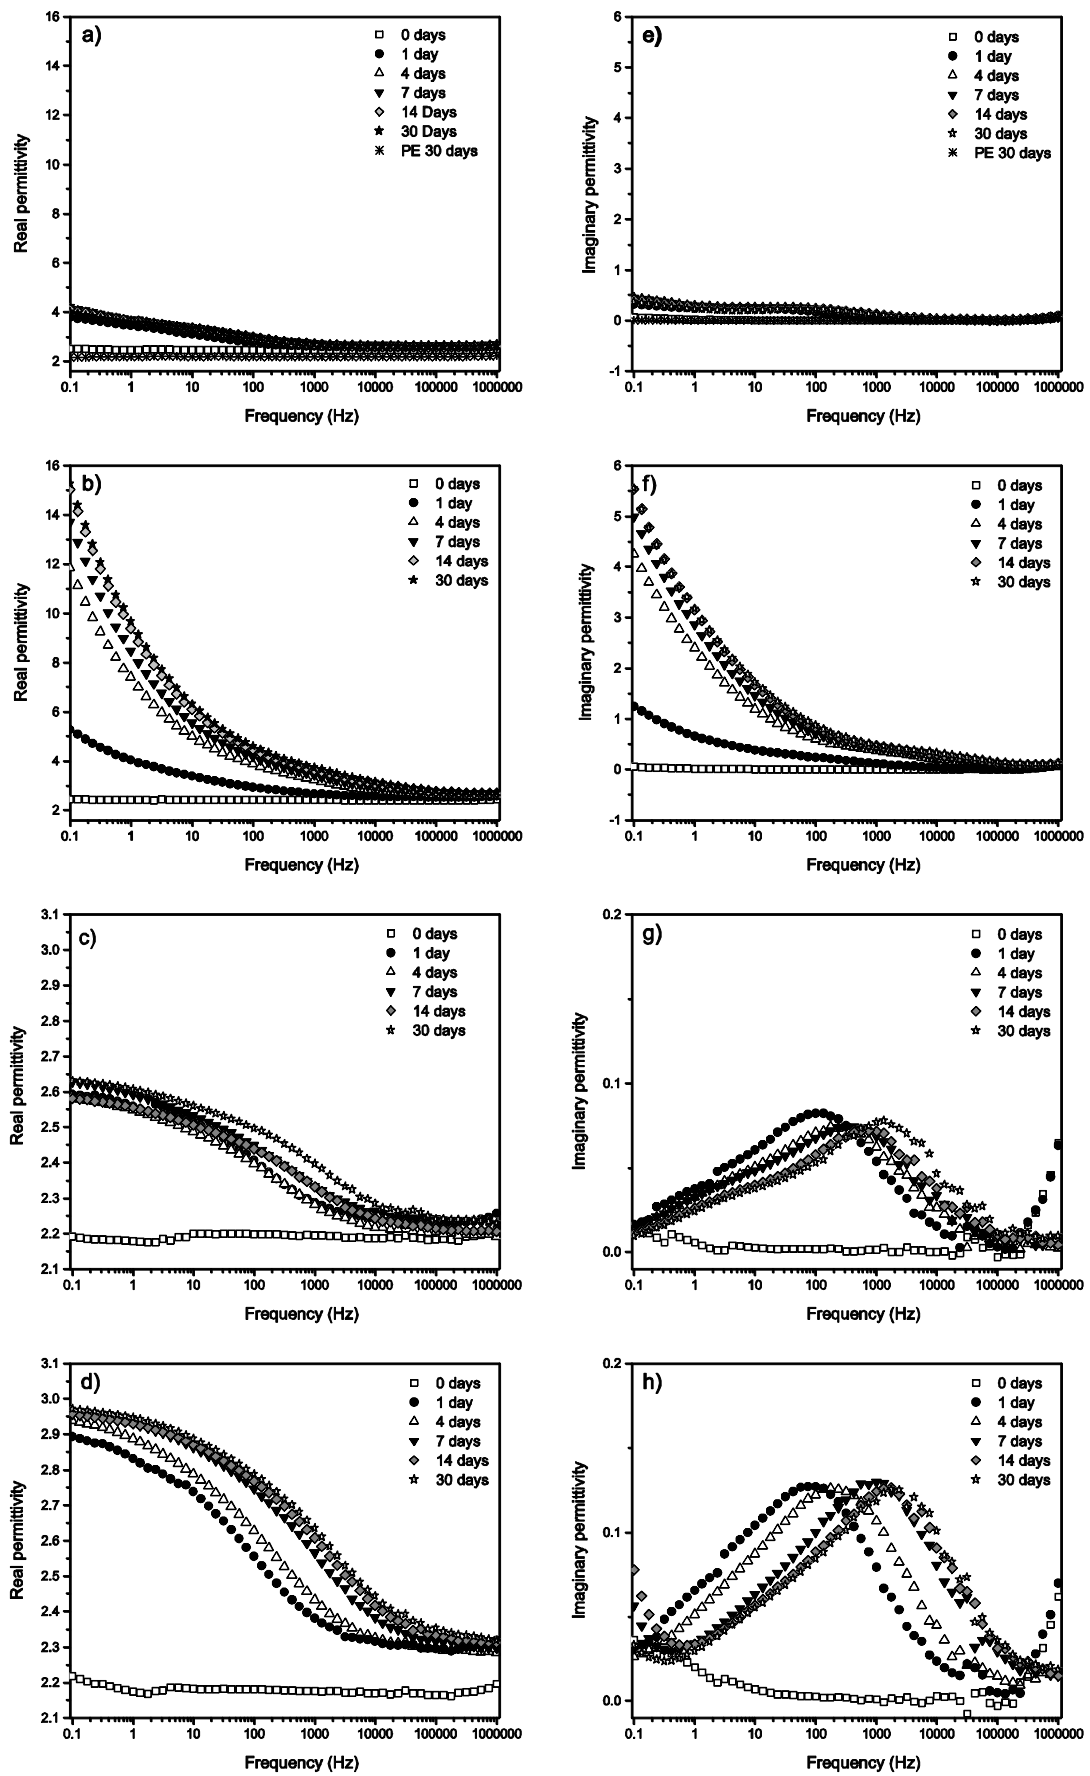 a)
0 days
1 day
4 days
7 days
14 Days
30 Days
PE 30 days
16
14
12
10
8
6
4
2
Real permittivity
0.1 1 10 100 1000 10000 100000 1000000
Frequency (Hz)
e)
0 days
1 day
4 days
7 days
14 days
30 days
PE 30 days
6
5
4
3
2
1
0
-1
Imaginary permittivity
0.1 1 10 100 1000 10000 100000 1000000
Frequency (Hz)
b)
0 days
1 day
4 days
7 days
14 days
30 days
16
14
12
10
8
6
4
2
Real permittivity
0.1 1 10 100 1000 10000 100000 1000000
Frequency (Hz)
f)
0 days
1 day
4 days
7 days
14 days
30 days
6
5
4
3
2
1
0
-1
Imaginary permittivity
0.1 1 10 100 1000 10000 100000 1000000
Frequency (Hz)
c)
0 days
1 day
4 days
7 days
14 days
30 days
3.1
3.0
2.9
2.8
2.7
2.6
2.5
2.4
2.3
2.2
2.1
Real permittivity
0.1 1 10 100 1000 10000 100000 1000000
Frequency (Hz)
g)
0 days
1 day
4 days
7 days
14 days
30 days
0.2
0.1
0.0
Imaginary permittivity
0.1 1 10 100 1000 10000 100000 1000000
Frequency (Hz)
d)
0 days
1 day
4 days
7 days
14 days
30 days
3.1
3.0
2.9
2.8
2.7
2.6
2.5
2.4
2.3
2.2
2.1
Real permittivity
0.1 1 10 100 1000 10000 100000 1000000
Frequency (Hz)
h)
0 days
1 day
4 days
7 days
14 days
30 days
0.2
0.1
0.0
Imaginary permittivity
0.1 1 10 100 1000 10000 100000 1000000
Frequency (Hz)